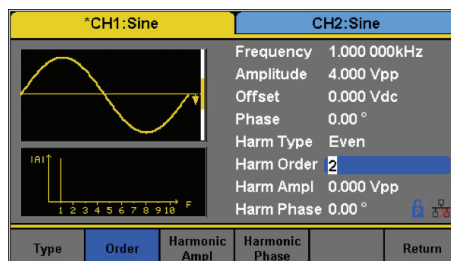 *CH1:Sine
CH2:Sine
Frequency 1.000 000kHz
Amplitude 4.000 Vpp
Offset 0.000 Vdc
Phase 0.00 °
Harm Type Even
Harm Order 2
Harm Ampl 0.000 Vpp
Harm Phase 0.00 °
|A|
1 2 3 4 5 6 7 8 9 10 F
Type
Order
Harmonic Ampl
Harmonic Phase
Return